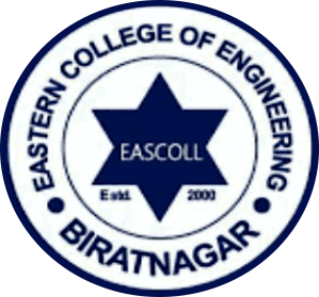 EASTERN COLLEGE OF ENGINEERING
EASCOLL
Estd. 2000
BIRATNAGAR